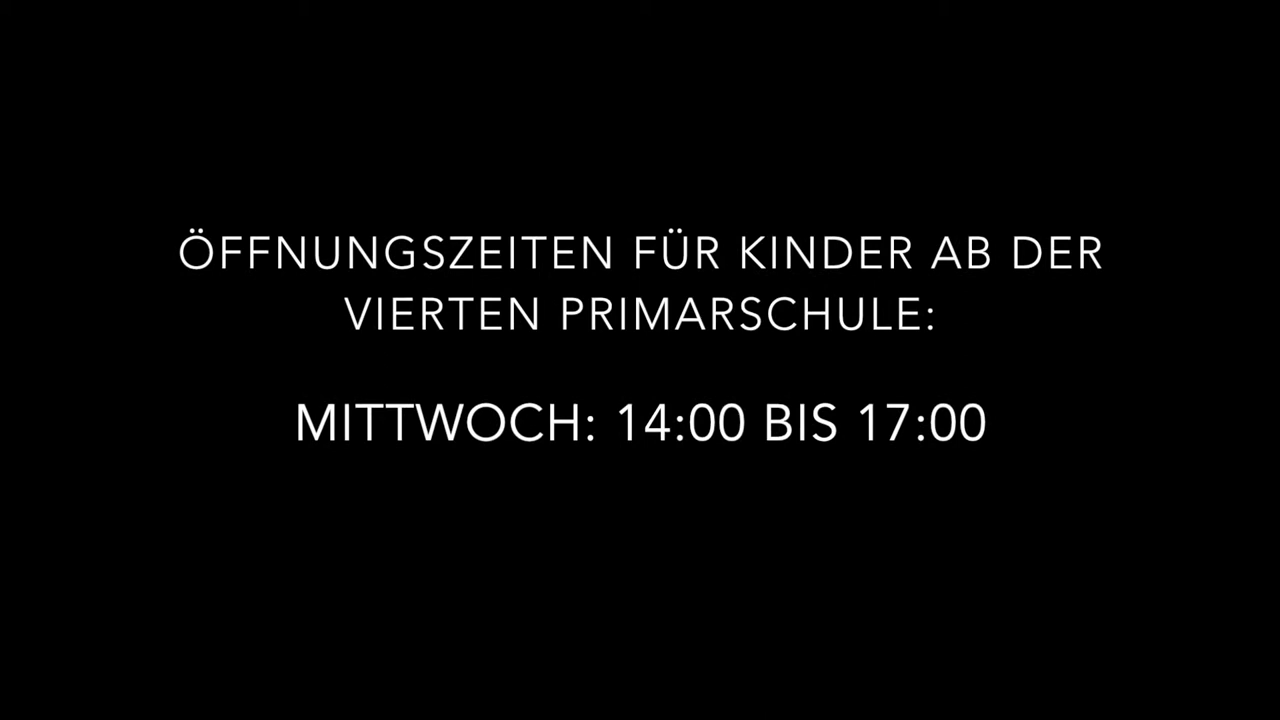 ÖFFNUNGSZEITEN FÜR KINDER AB DER
VIERTEN PRIMARSCHULE:
MITTWOCH: 14:00 BIS 17:00